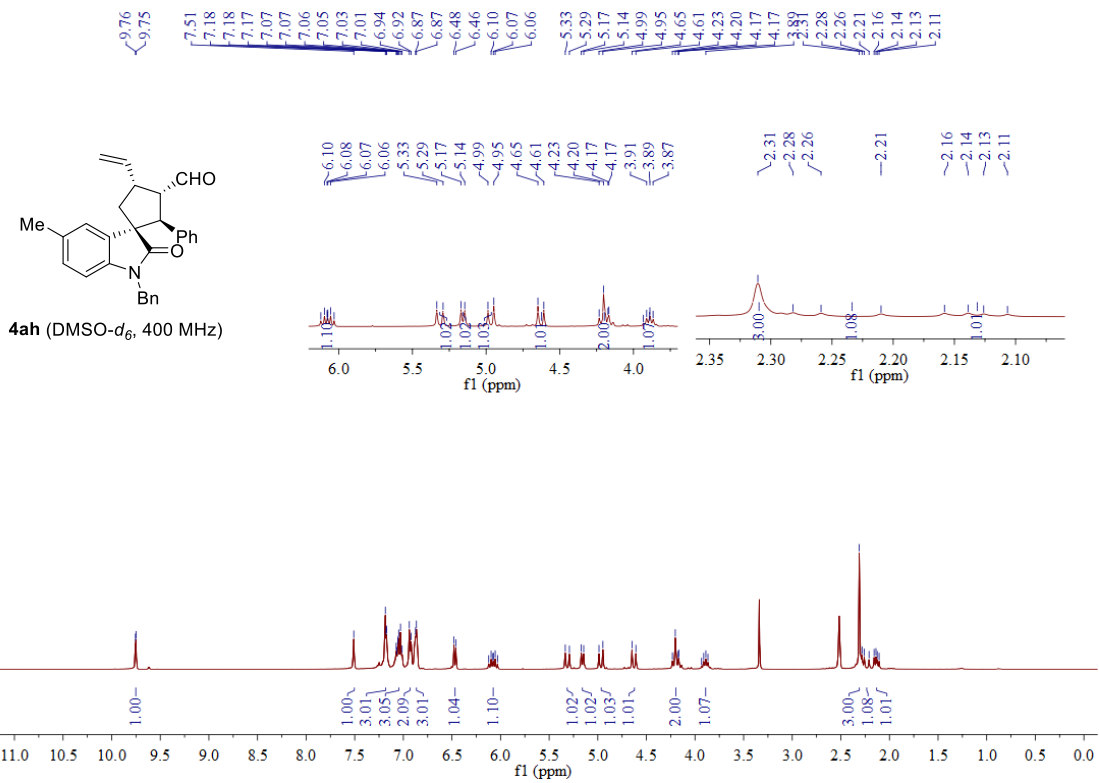 9.76 9.75 7.51 7.18 7.18 7.17 7.07 7.07 7.06 7.05 7.03 7.01 6.94 6.92 6.87 6.87 6.48 6.46 6.10 6.07 6.06 5.33 5.29 5.17 5.14 4.99 4.95 4.65 4.61 4.23 4.20 4.17 4.17 3.89 2.31 2.28 2.26 2.21 2.16 2.14 2.13 2.11
6.10 6.08 6.07 6.06 5.33 5.29 5.17 5.14 4.99 4.95 4.65 4.61 4.23 4.20 4.17 4.17 3.91 3.89 3.87
2.31 2.28 2.26 2.21 2.16 2.14 2.13 2.11
CHO
Me
Ph
O
N
Bn
4ah (DMSO-d6, 400 MHz)
1.10 1.02 1.02 1.03 1.01 2.00 1.07
6.0 5.5 5.0 4.5 4.0
f1 (ppm)
3.00 1.08 1.01
2.35 2.30 2.25 2.20 2.15 2.10
f1 (ppm)
1.00 1.00 3.01 3.05 2.09 3.01 1.04 1.10 1.02 1.02 1.03 1.01 2.00 1.07 3.00 1.08 1.01
11.0 10.5 10.0 9.5 9.0 8.5 8.0 7.5 7.0 6.5 6.0 5.5 5.0 4.5 4.0 3.5 3.0 2.5 2.0 1.5 1.0 0.5 0.0
f1 (ppm)